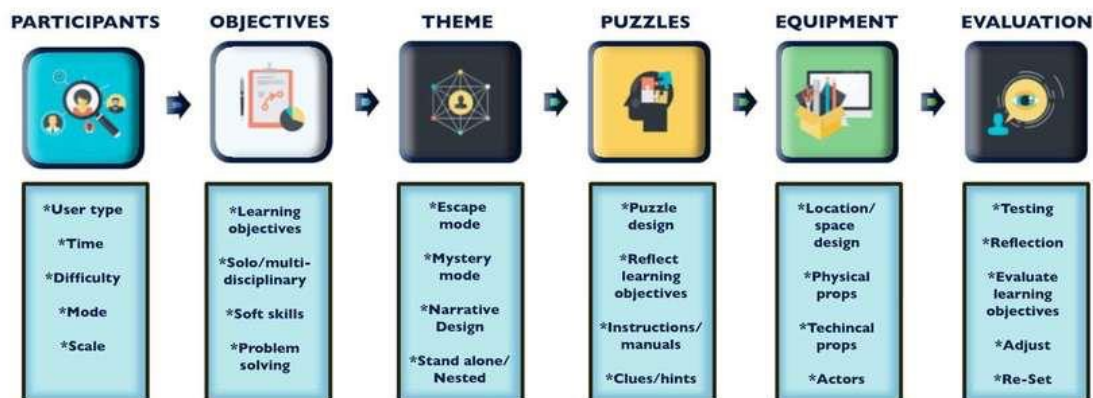 PARTICIPANTS
OBJECTIVES
THEME
PUZZLES
EQUIPMENT
EVALUATION
*User type
*Time
*Difficulty
*Mode
*Scale
*Learning
objectives
*Solo/multi-
disciplinary
*Soft skills
*Problem
solving
*Escape
mode
*Mystery
mode
*Narrative
Design
*Stand alone/
Nested
*Puzzle
design
*Reflect
learning
objectives
*Instructions/
manuals
*Clues/hints
*Location/
space
design
*Physical
props
*Techincal
props
*Actors
*Testing
*Reflection
*Evaluate
learning
objectives
*Adjust
*Re-Set